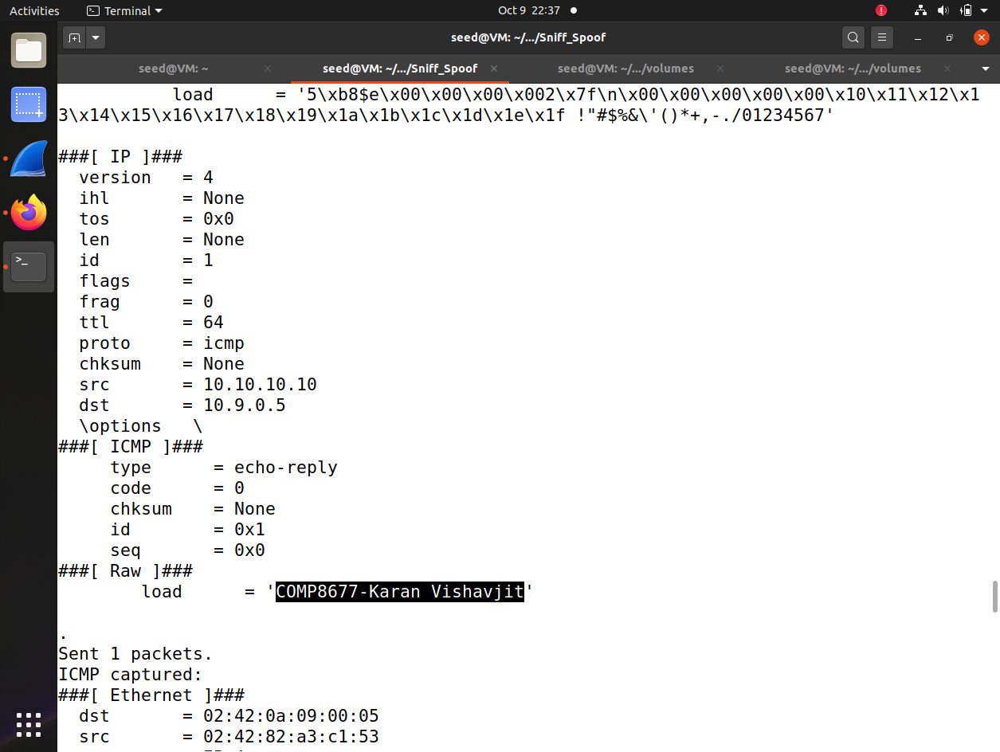 Activities
Terminal
Oct 9 22:37
seed@VM: ~/.../Sniff_Spoof
seed@VM: ~
seed@VM: ~/.../Sniff_Spoof
seed@VM: ~/.../volumes
seed@VM: ~/.../volumes
load = '5\xb8$e\x00\x00\x00\x002\x7f\n\x00\x00\x00\x00\x00\x10\x11\x12\x1
3\x14\x15\x16\x17\x18\x19\x1a\x1b\x1c\x1d\x1e\x1f !"#$%&\'()*+,-./01234567'
###[ IP ]###
version = 4
ihl = None
tos = 0x0
len = None
id = 1
flags =
frag = 0
ttl = 64
proto = icmp
chksum = None
src = 10.10.10.10
dst = 10.9.0.5
\options \
###[ ICMP ]###
type = echo-reply
code = 0
chksum = None
id = 0x1
seq = 0x0
###[ Raw ]###
load = 'COMP8677-Karan Vishavjit'
.
Sent 1 packets.
ICMP captured:
###[ Ethernet ]###
dst = 02:42:0a:09:00:05
src = 02:42:82:a3:c1:53